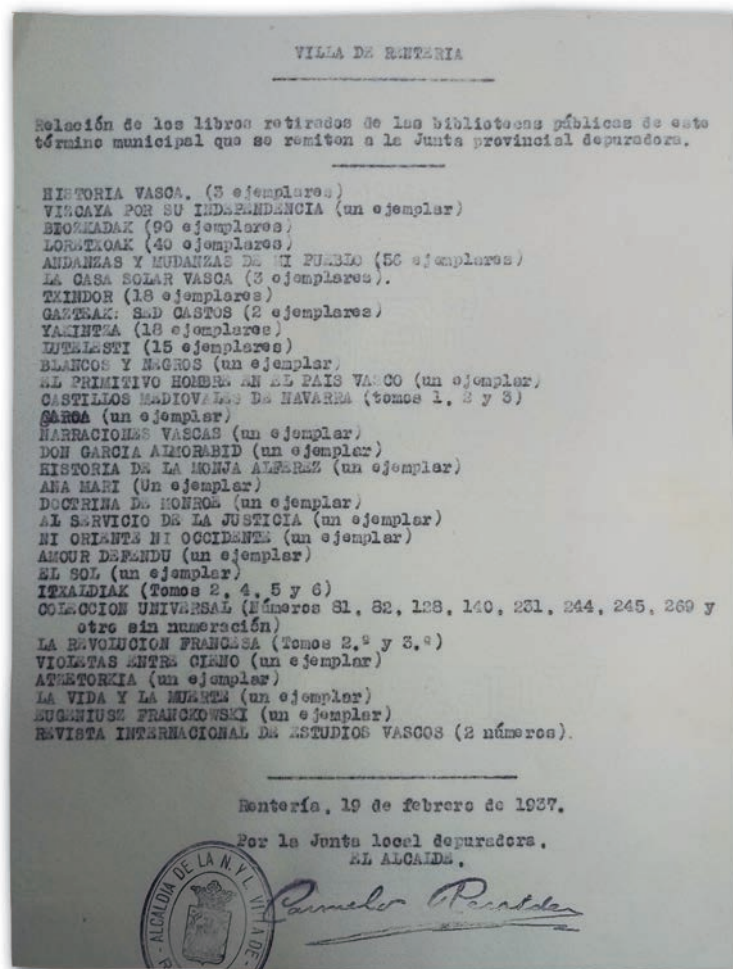 VILLA DE RENTERIA
Relación de los libros retirados de las bibliotecas públicas de este
término municipal que se remiten a la Junta provincial depuradora.
HISTORIA VASCA. (3 ejemplares)
VIZCAYA POR SU INDEPENDENCIA (un ejemplar)
BIOZKADAK (90 ejemplares)
LORETXOAK (40 ejemplares)
ANDANZAS Y MUDANZAS DE MI PUEBLO (56 ejemplares)
LA CASA SOLAR VASCA (3 ejemplares).
TXINDOR (18 ejemplares)
GAZTEAK: SED CASTOS (2 ejemplares)
YAKINTZA (18 ejemplares)
LUTELESTI (15 ejemplares)
BLANCOS Y NEGROS (un ejemplar)
EL PRIMITIVO HOMBRE EN EL PAIS VASCO (un ejemplar)
CASTILLOS MEDIOVALES DE NAVARRA (tomos 1, 2 y 3)
GAROA (un ejemplar)
NARRACIONES VASCAS (un ejemplar)
DON GARCIA ALMORABID (un ejemplar)
HISTORIA DE LA MONJA ALFEREZ (un ejemplar)
ANA MARI (Un ejemplar)
DOCTRINA DE MONROE (un ejemplar)
AL SERVICIO DE LA JUSTICIA (un ejemplar)
NI ORIENTE NI OCCIDENTE (un ejemplar)
AMOUR DEFENDU (un ejemplar)
EL SOL (un ejemplar)
ITXALDIAK (Tomos 2, 4, 5 y 6)
COLECCION UNIVERSAL (Números 81, 82, 128, 140, 231, 244, 245, 269 y
otro sin numeración)
LA REVOLUCION FRANCESA (Tomos 2.º y 3.º)
VIOLETAS ENTRE CIENO (un ejemplar)
ATZETORKIA (un ejemplar)
LA VIDA Y LA MUERTE (un ejemplar)
EUGENIUSZ FRANCKOWSKI (un ejemplar)
REVISTA INTERNACIONAL DE ESTUDIOS VASCOS (2 números).
Rentería, 19 de febrero de 1937.
Por la Junta local depuradora.
EL ALCALDE,
Carmelo Recalde
ALCALDIA DE LA N. Y L. VILLA DE